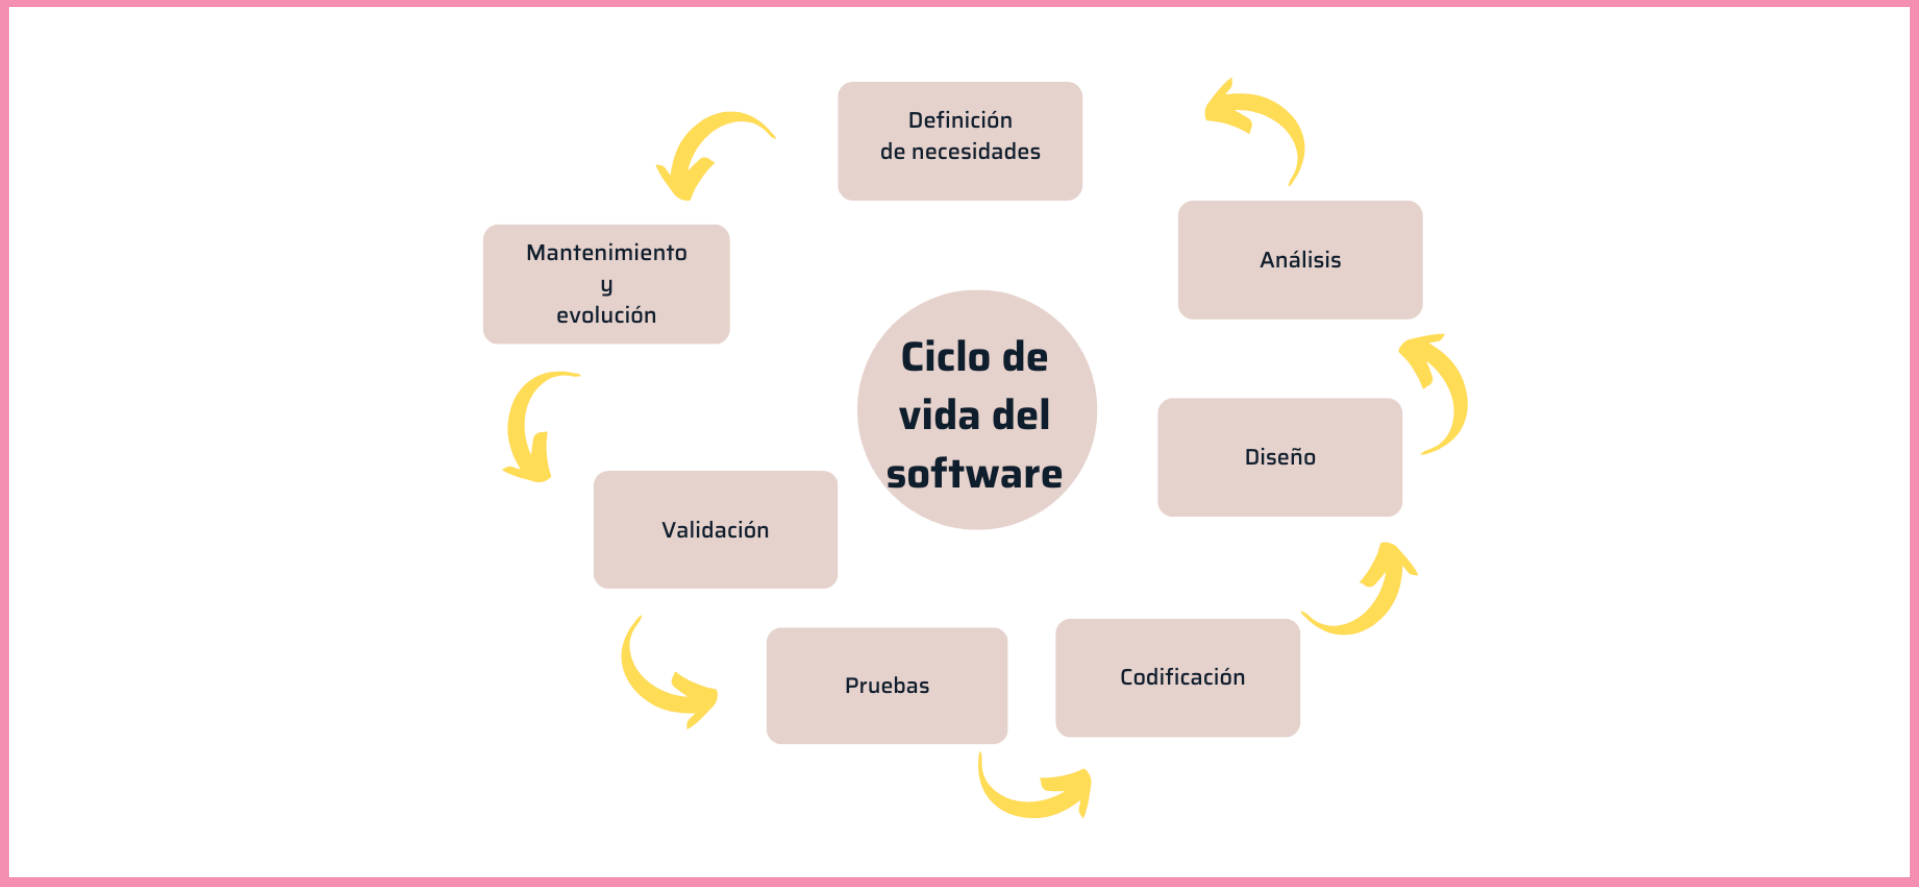 Definición
de necesidades
Mantenimiento
y
evolución
Análisis
Ciclo de
vida del
software
Diseño
Validación
Pruebas
Codificación